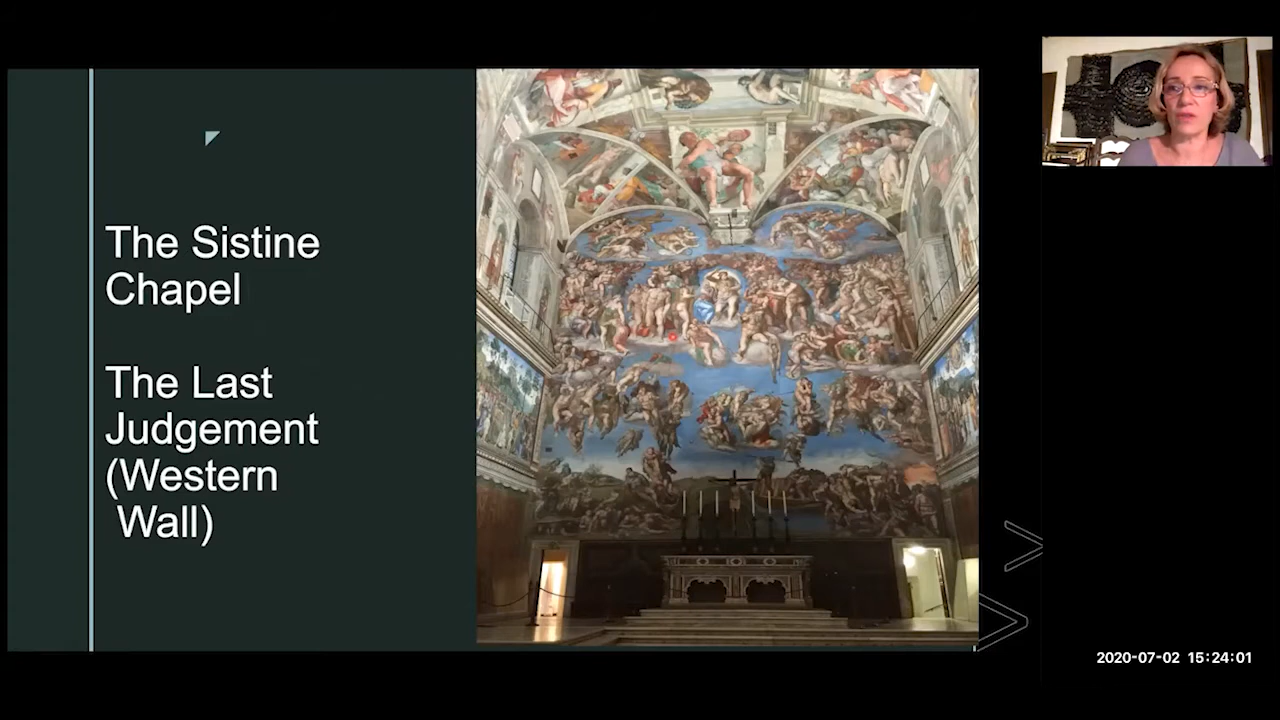 The Sistine
Chapel
The Last
Judgement
(Western
Wall)
2020-07-02 15:24:01